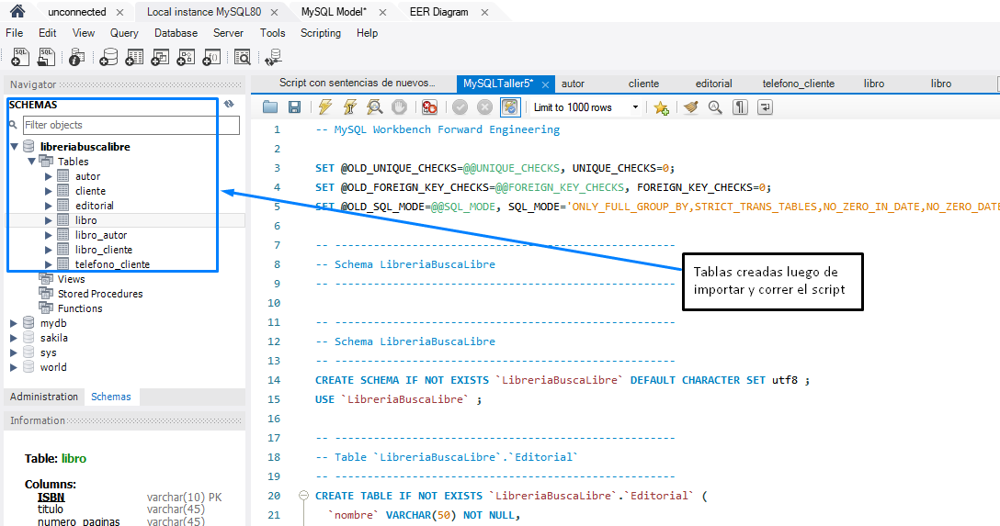 unconnected
Local instance MySQL80
MySQL Model*
EER Diagram
File Edit View Query Database Server Tools Scripting Help
Navigator
SCHEMAS
Filter objects
libreriabuscalibre
Tables
autor
cliente
editorial
libro
libro_autor
libro_cliente
telefono_cliente
Views
Stored Procedures
Functions
mydb
sakila
sys
world
Administration Schemas
Information
Table: libro
Columns:
ISBN varchar(10) PK
titulo varchar(45)
numero_paginas varchar(45)
Script con sentencias de nuevos... MySQLTaller5* autor cliente editorial telefono_cliente libro libro
Limit to 1000 rows
1 -- MySQL Workbench Forward Engineering
2
3 SET @OLD_UNIQUE_CHECKS=@@UNIQUE_CHECKS, UNIQUE_CHECKS=0;
4 SET @OLD_FOREIGN_KEY_CHECKS=@@FOREIGN_KEY_CHECKS, FOREIGN_KEY_CHECKS=0;
5 SET @OLD_SQL_MODE=@@SQL_MODE, SQL_MODE='ONLY_FULL_GROUP_BY,STRICT_TRANS_TABLES,NO_ZERO_IN_DATE,NO_ZERO_DATE
6
7 -- -----------------------------------------------------
8 -- Schema LibreriaBuscaLibre
9 -- -----------------------------------------------------
10
11 -- -----------------------------------------------------
12 -- Schema LibreriaBuscaLibre
13 -- -----------------------------------------------------
14 CREATE SCHEMA IF NOT EXISTS `LibreriaBuscaLibre` DEFAULT CHARACTER SET utf8 ;
15 USE `LibreriaBuscaLibre` ;
16
17 -- -----------------------------------------------------
18 -- Table `LibreriaBuscaLibre`.`Editorial`
19 -- -----------------------------------------------------
20 CREATE TABLE IF NOT EXISTS `LibreriaBuscaLibre`.`Editorial` (
21 `nombre` VARCHAR(50) NOT NULL,
Tablas creadas luego de
importar y correr el script